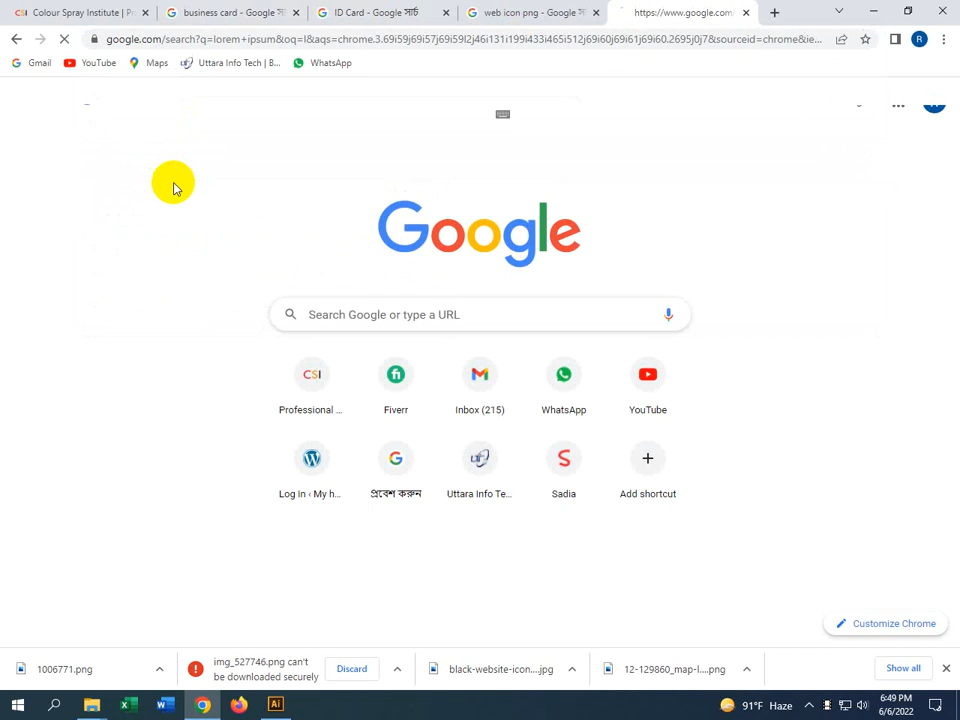 Colour Spray Institute | P
business card - Google সার্চ
ID Card - Google সার্চ
web icon png - Google স
https://www.google.com
google.com/search?q=lorem+ipsum&oq=l&aqs=chrome.3.69i59j69i57j69i59l2j46i131i199i433i465i512j69i60j69i61j69i60.2695j0j7&sourceid=chrome&ie...
R
Gmail
YouTube
Maps
Uttara Info Tech | B...
WhatsApp
Google
Search Google or type a URL
CSI
fi
Professional ...
Fiverr
Inbox (215)
WhatsApp
YouTube
S
Log In ‹ My h...
প্রবেশ করুন
Uttara Info Te...
Sadia
Add shortcut
Customize Chrome
1006771.png
img_527746.png can't
be downloaded securely
Discard
black-website-icon....jpg
12-129860_map-l....png
Show all
Ai
91°F Haze
6:49 PM
6/6/2022